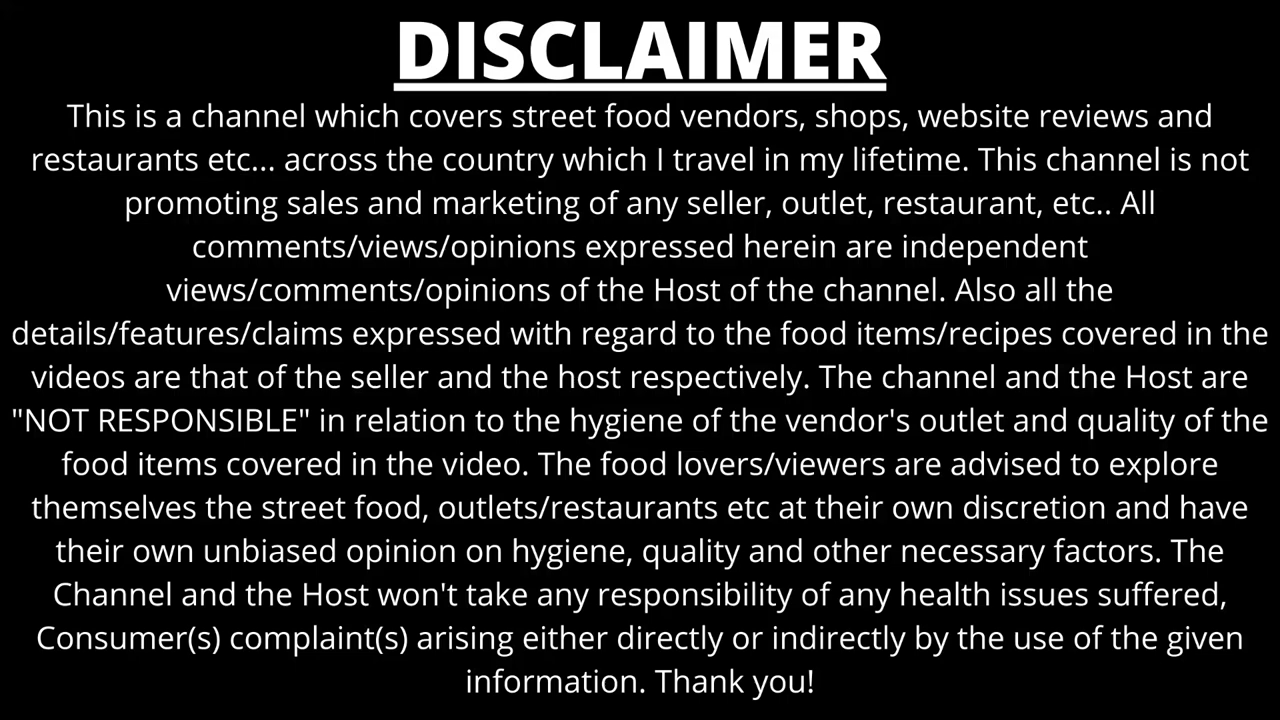 DISCLAIMER
This is a channel which covers street food vendors, shops, website reviews and
restaurants etc... across the country which I travel in my lifetime. This channel is not
promoting sales and marketing of any seller, outlet, restaurant, etc.. All
comments/views/opinions expressed herein are independent
views/comments/opinions of the Host of the channel. Also all the
details/features/claims expressed with regard to the food items/recipes covered in the
videos are that of the seller and the host respectively. The channel and the Host are
"NOT RESPONSIBLE" in relation to the hygiene of the vendor's outlet and quality of the
food items covered in the video. The food lovers/viewers are advised to explore
themselves the street food, outlets/restaurants etc at their own discretion and have
their own unbiased opinion on hygiene, quality and other necessary factors. The
Channel and the Host won't take any responsibility of any health issues suffered,
Consumer(s) complaint(s) arising either directly or indirectly by the use of the given
information. Thank you!